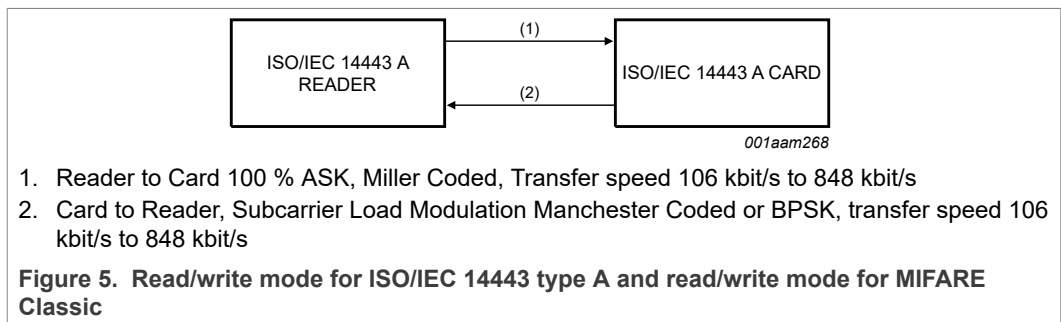 (1)
ISO/IEC 14443 A
READER
ISO/IEC 14443 A CARD
(2)
001aam268
1. Reader to Card 100 % ASK, Miller Coded, Transfer speed 106 kbit/s to 848 kbit/s
2. Card to Reader, Subcarrier Load Modulation Manchester Coded or BPSK, transfer speed 106
kbit/s to 848 kbit/s
Figure 5. Read/write mode for ISO/IEC 14443 type A and read/write mode for MIFARE
Classic